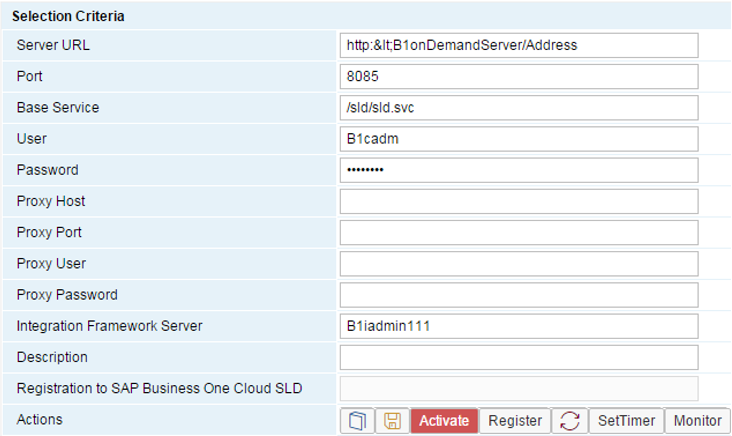 Selection Criteria
Server URL http:&lt;B1onDemandServer/Address
Port 8085
Base Service /sld/sld.svc
User B1cadm
Password ••••••••
Proxy Host
Proxy Port
Proxy User
Proxy Password
Integration Framework Server B1iadmin111
Description
Registration to SAP Business One Cloud SLD
Actions Activate Register SetTimer Monitor